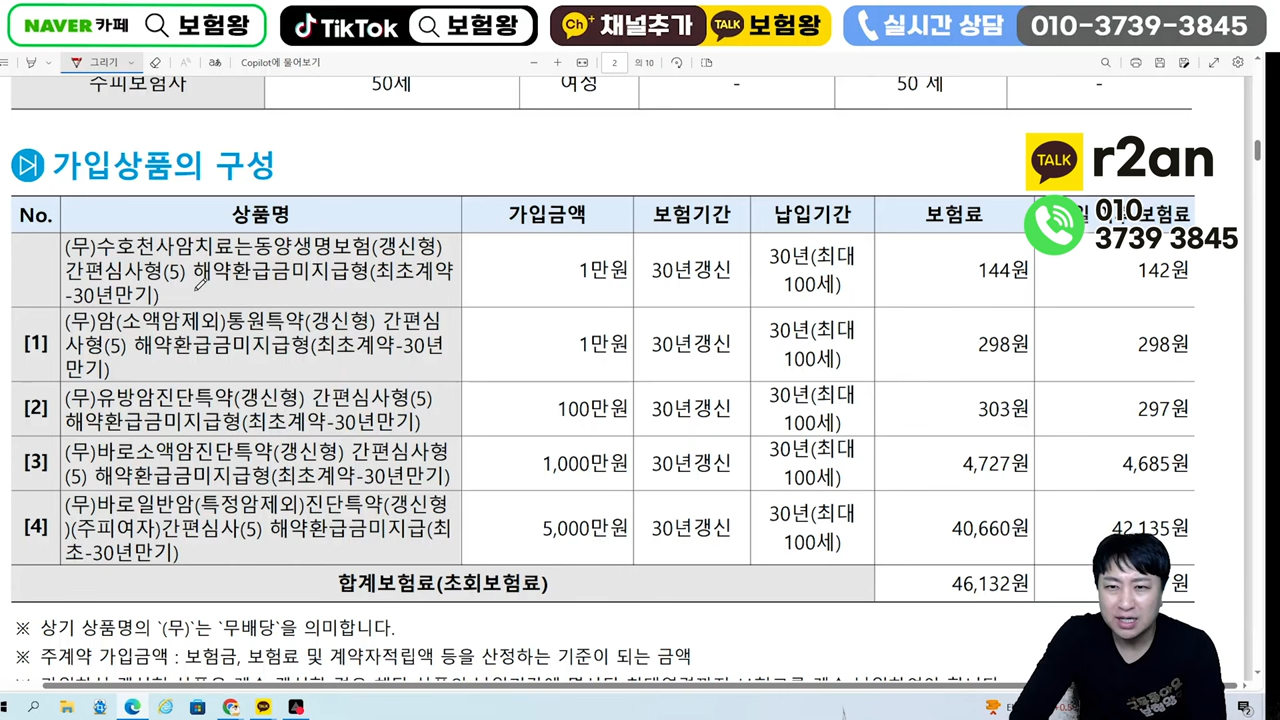 NAVER 카페 보험왕
TikTok 보험왕
Ch+ 채널추가 TALK 보험왕
실시간 상담 010-3739-3845
그리기 Copilot에 물어보기 2 의 10
수피보험자 50세 여성 - 50 세 -
가입상품의 구성
TALK r2an
010
3739 3845
No. 상품명 가입금액 보험기간 납입기간 보험료 보험료
(무)수호천사암치료는동양생명보험(갱신형)
간편심사형(5) 해약환급금미지급형(최초계약
-30년만기)
1만원 30년갱신 30년(최대
100세)
144원 142원
[1] (무)암(소액암제외)통원특약(갱신형) 간편심
사형(5) 해약환급금미지급형(최초계약-30년
만기)
1만원 30년갱신 30년(최대
100세)
298원 298원
[2] (무)유방암진단특약(갱신형) 간편심사형(5)
해약환급금미지급형(최초계약-30년만기)
100만원 30년갱신 30년(최대
100세)
303원 297원
[3] (무)바로소액암진단특약(갱신형) 간편심사형
(5) 해약환급금미지급형(최초계약-30년만기)
1,000만원 30년갱신 30년(최대
100세)
4,727원 4,685원
[4] (무)바로일반암(특정암제외)진단특약(갱신형
)(주피여자)간편심사(5) 해약환급금미지급(최
초-30년만기)
5,000만원 30년갱신 30년(최대
100세)
40,660원 42,135원
합계보험료(초회보험료) 46,132원 원
※ 상기 상품명의 `(무)`는 `무배당`을 의미합니다.
※ 주계약 가입금액 : 보험금, 보험료 및 계약자적립액 등을 산정하는 기준이 되는 금액